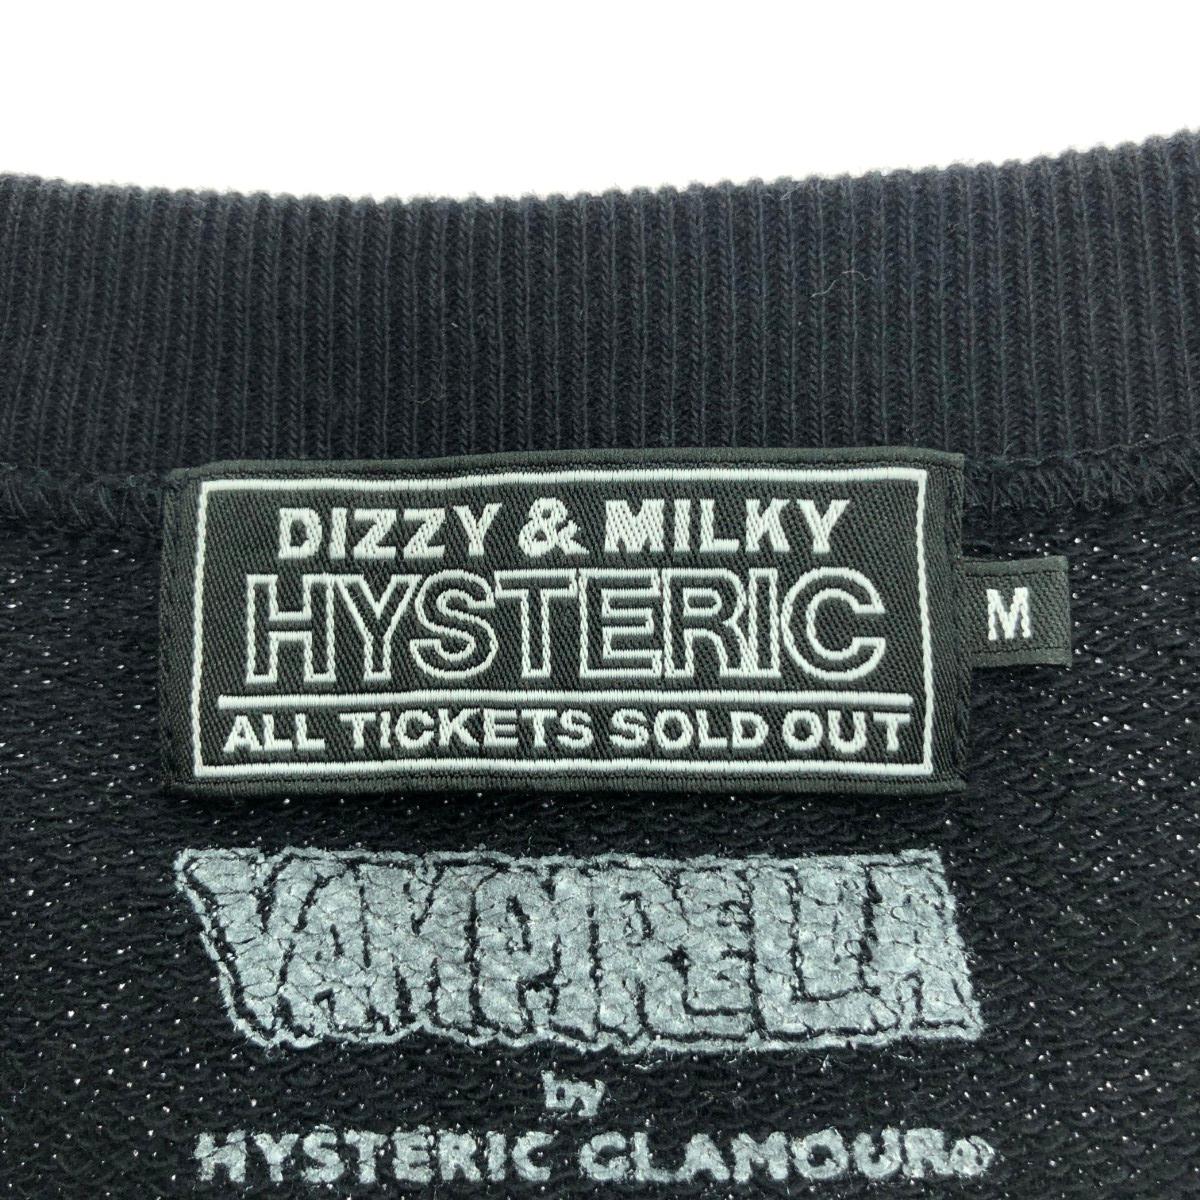 DIZZY & MILKY
HYSTERIC
M
ALL TICKETS SOLD OUT
VAMPIRELLA
by
HYSTERIC GLAMOUR®